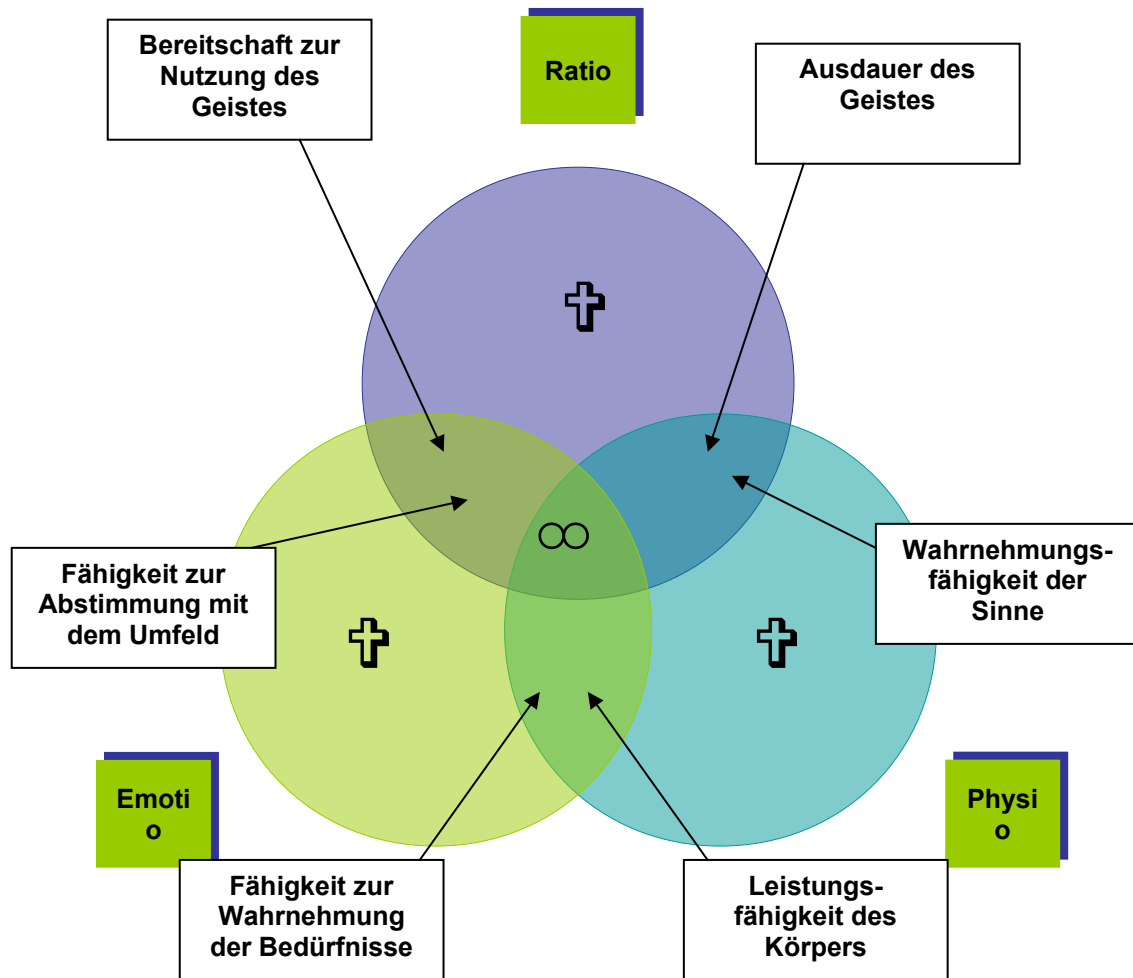 Bereitschaft zur
Nutzung des
Geistes
Ratio
Ausdauer des
Geistes
✞
∞
Fähigkeit zur
Abstimmung mit
dem Umfeld
Wahrnehmungs-
fähigkeit der
Sinne
✞
✞
Emoti
o
Physi
o
Fähigkeit zur
Wahrnehmung
der Bedürfnisse
Leistungs-
fähigkeit des
Körpers